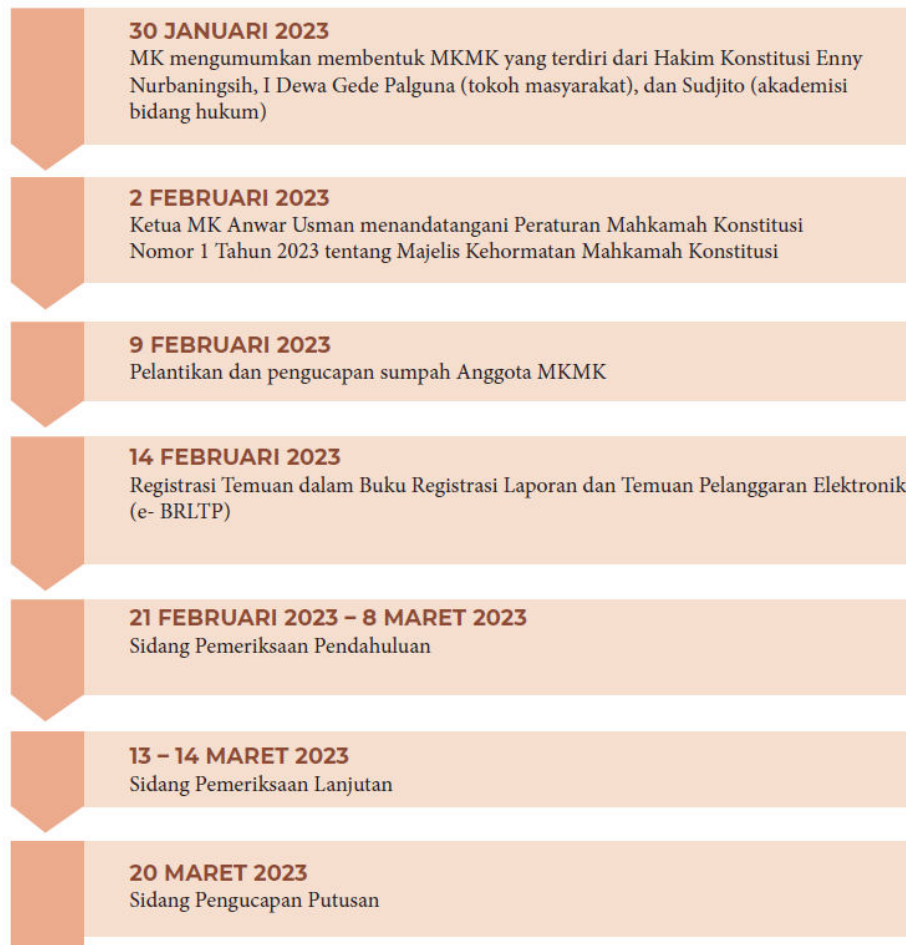 30 JANUARI 2023
MK mengumumkan membentuk MKMK yang terdiri dari Hakim Konstitusi Enny
Nurbaningsih, I Dewa Gede Palguna (tokoh masyarakat), dan Sudjito (akademisi
bidang hukum)
2 FEBRUARI 2023
Ketua MK Anwar Usman menandatangani Peraturan Mahkamah Konstitusi
Nomor 1 Tahun 2023 tentang Majelis Kehormatan Mahkamah Konstitusi
9 FEBRUARI 2023
Pelantikan dan pengucapan sumpah Anggota MKMK
14 FEBRUARI 2023
Registrasi Temuan dalam Buku Registrasi Laporan dan Temuan Pelanggaran Elektronik
(e- BRLTP)
21 FEBRUARI 2023 – 8 MARET 2023
Sidang Pemeriksaan Pendahuluan
13 – 14 MARET 2023
Sidang Pemeriksaan Lanjutan
20 MARET 2023
Sidang Pengucapan Putusan